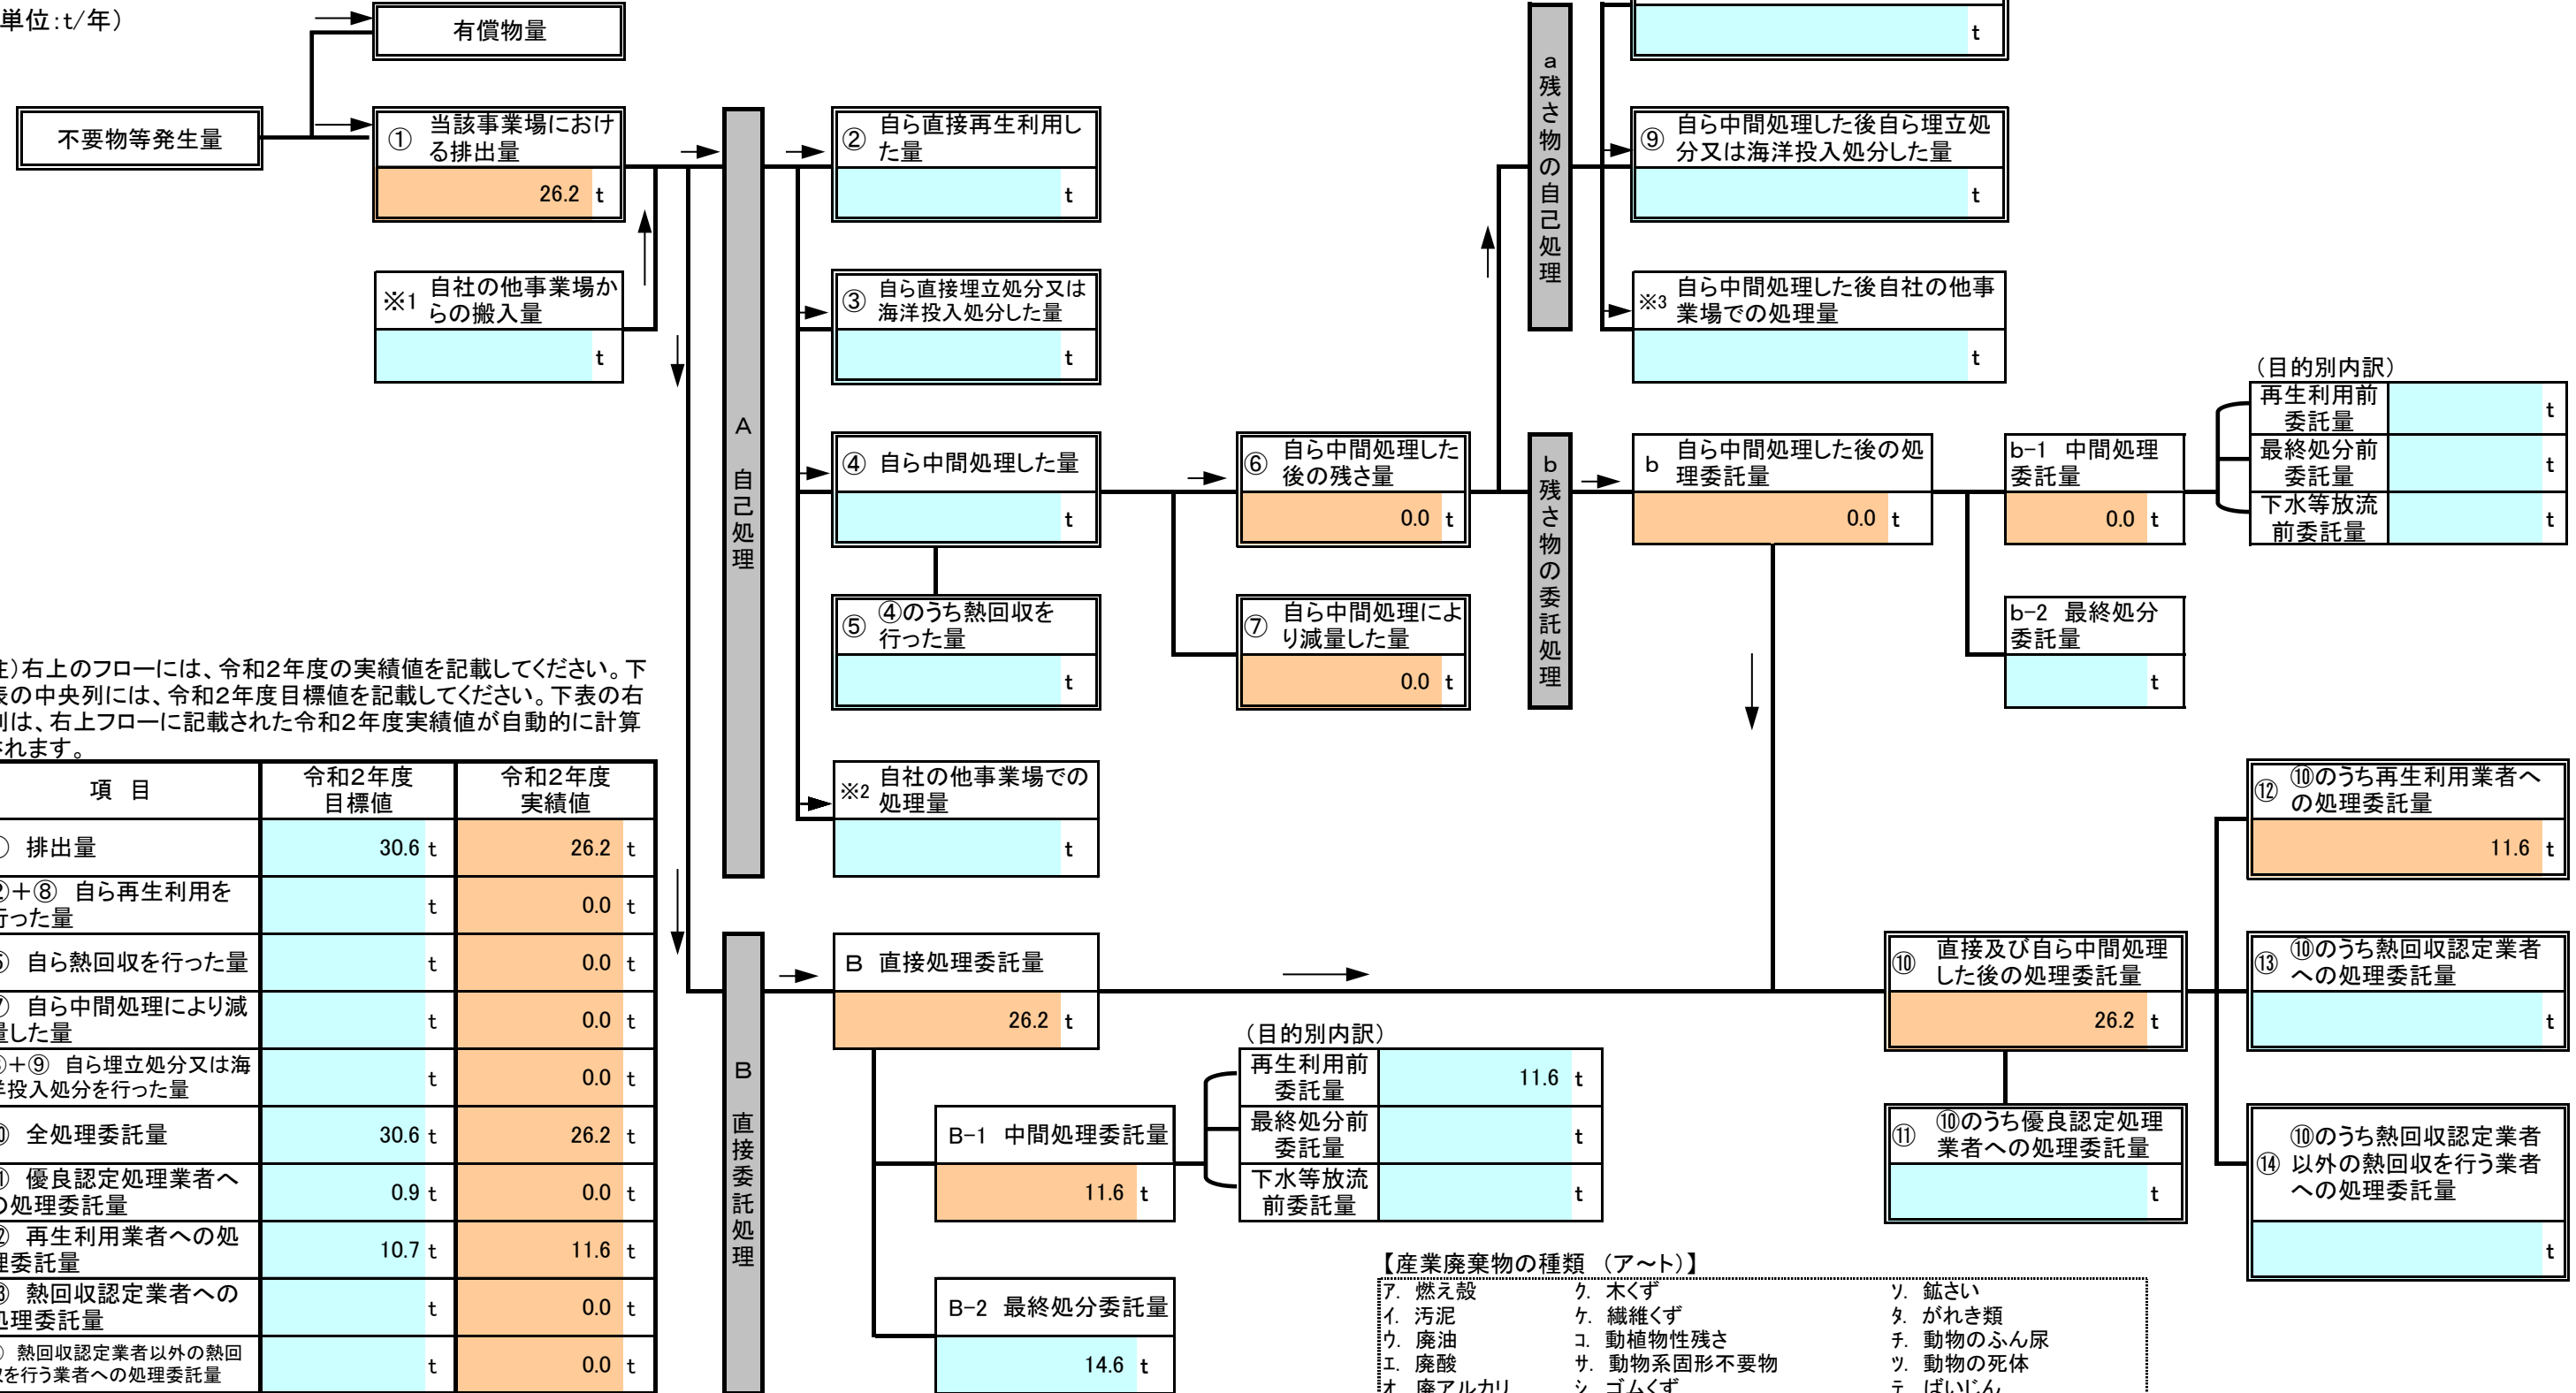 単位:t/年）
有償物量
不要物等発生量
① 当該事業場におけ
る排出量
26.2 t
※1 自社の他事業場か
らの搬入量
t
A 自己処理
② 自ら直接再生利用し
た量
t
③ 自ら直接埋立処分又は
海洋投入処分した量
t
④ 自ら中間処理した量
t
⑤ ④のうち熱回収を
行った量
t
※2 自社の他事業場での
処理量
t
⑥ 自ら中間処理した
後の残さ量
0.0 t
⑦ 自ら中間処理によ
り減量した量
0.0 t
a残さ物の自己処理
t
⑨ 自ら中間処理した後自ら埋立処
分又は海洋投入処分した量
t
※3 自ら中間処理した後自社の他事
業場での処理量
t
b残さ物の委託処理
b 自ら中間処理した後の処
理委託量
0.0 t
b-1 中間処理
委託量
0.0 t
b-2 最終処分
委託量
t
（目的別内訳）
再生利用前
委託量
t
最終処分前
委託量
t
下水等放流
前委託量
t
注）右上のフローには、令和2年度の実績値を記載してください。下
表の中央列には、令和2年度目標値を記載してください。下表の右
列は、右上フローに記載された令和2年度実績値が自動的に計算
されます。
項 目 令和2年度
目標値 令和2年度
実績値
① 排出量 30.6 t 26.2 t
②+⑧ 自ら再生利用を
行った量 t 0.0 t
⑤ 自ら熱回収を行った量 t 0.0 t
⑦ 自ら中間処理により減
量した量 t 0.0 t
③+⑨ 自ら埋立処分又は海
洋投入処分を行った量 t 0.0 t
⑩ 全処理委託量 30.6 t 26.2 t
⑪ 優良認定処理業者へ
の処理委託量 0.9 t 0.0 t
⑫ 再生利用業者への処
理委託量 10.7 t 11.6 t
⑬ 熱回収認定業者への
処理委託量 t 0.0 t
⑭ 熱回収認定業者以外の熱回
収を行う業者への処理委託量 t 0.0 t
B 直接委託処理
B 直接処理委託量
26.2 t
B-1 中間処理委託量
11.6 t
B-2 最終処分委託量
14.6 t
（目的別内訳）
再生利用前
委託量
11.6 t
最終処分前
委託量
t
下水等放流
前委託量
t
⑩ 直接及び自ら中間処理
した後の処理委託量
26.2 t
⑪ ⑩のうち優良認定処理
業者への処理委託量
t
⑫ ⑩のうち再生利用業者へ
の処理委託量
11.6 t
⑬ ⑩のうち熱回収認定業者
への処理委託量
t
⑭ ⑩のうち熱回収認定業者
以外の熱回収を行う業者
への処理委託量
t
【産業廃棄物の種類 （ア～ト）】
ア. 燃え殻 ク. 木くず ソ. 鉱さい
イ. 汚泥 ケ. 繊維くず タ. がれき類
ウ. 廃油 コ. 動植物性残さ チ. 動物のふん尿
エ. 廃酸 サ. 動物系固形不要物 ツ. 動物の死体
オ. 廃アルカリ シ. ゴムくず テ. ばいじん